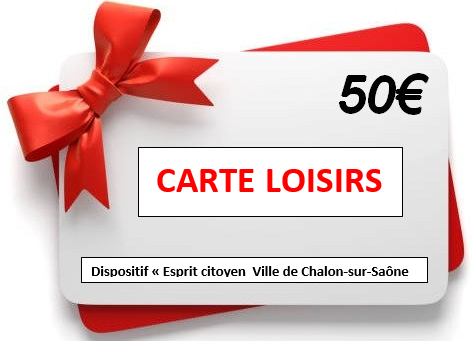 50€
CARTE LOISIRS
Dispositif « Esprit citoyen Ville de Chalon-sur-Saône